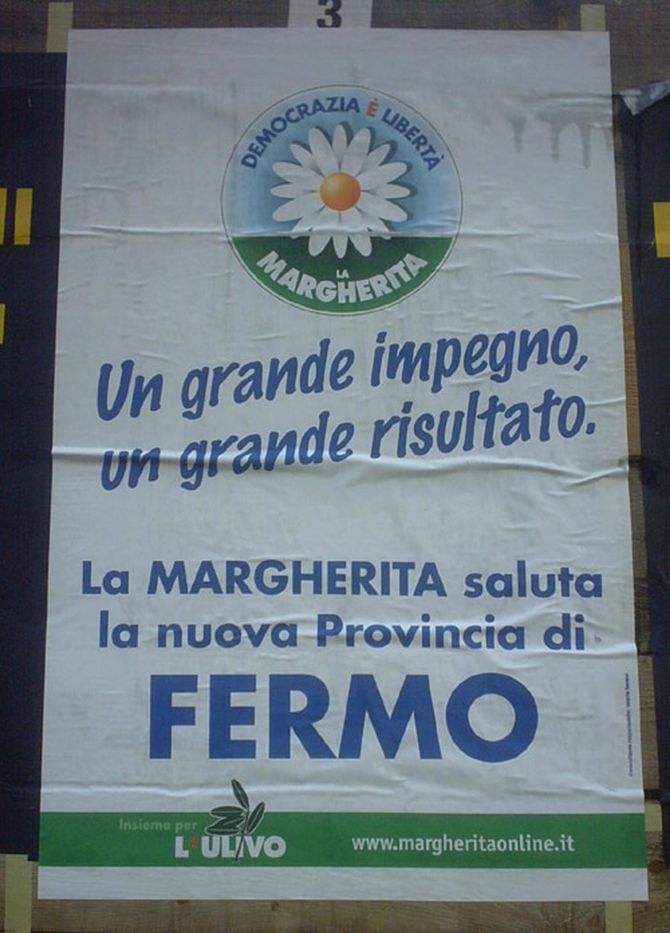 3
DEMOCRAZIA È LIBERTÀ
LA
MARGHERITA
Un grande impegno,
un grande risultato.
La MARGHERITA saluta
la nuova Provincia di
FERMO
Insieme per
L'ULIVO
www.margheritaonline.it